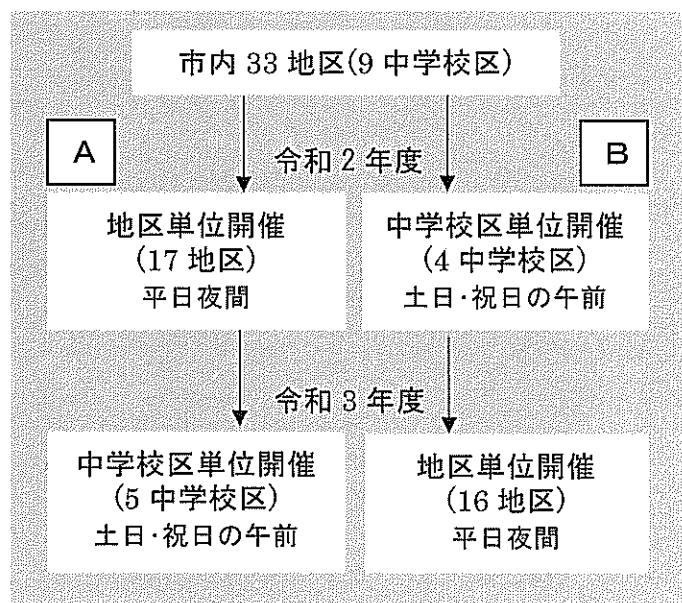 市内 33 地区(9 中学校区)
A
令和 2 年度
B
地区単位開催
(17 地区)
平日夜間
中学校区単位開催
(4 中学校区)
土日・祝日の午前
令和 3 年度
中学校区単位開催
(5 中学校区)
土日・祝日の午前
地区単位開催
(16 地区)
平日夜間